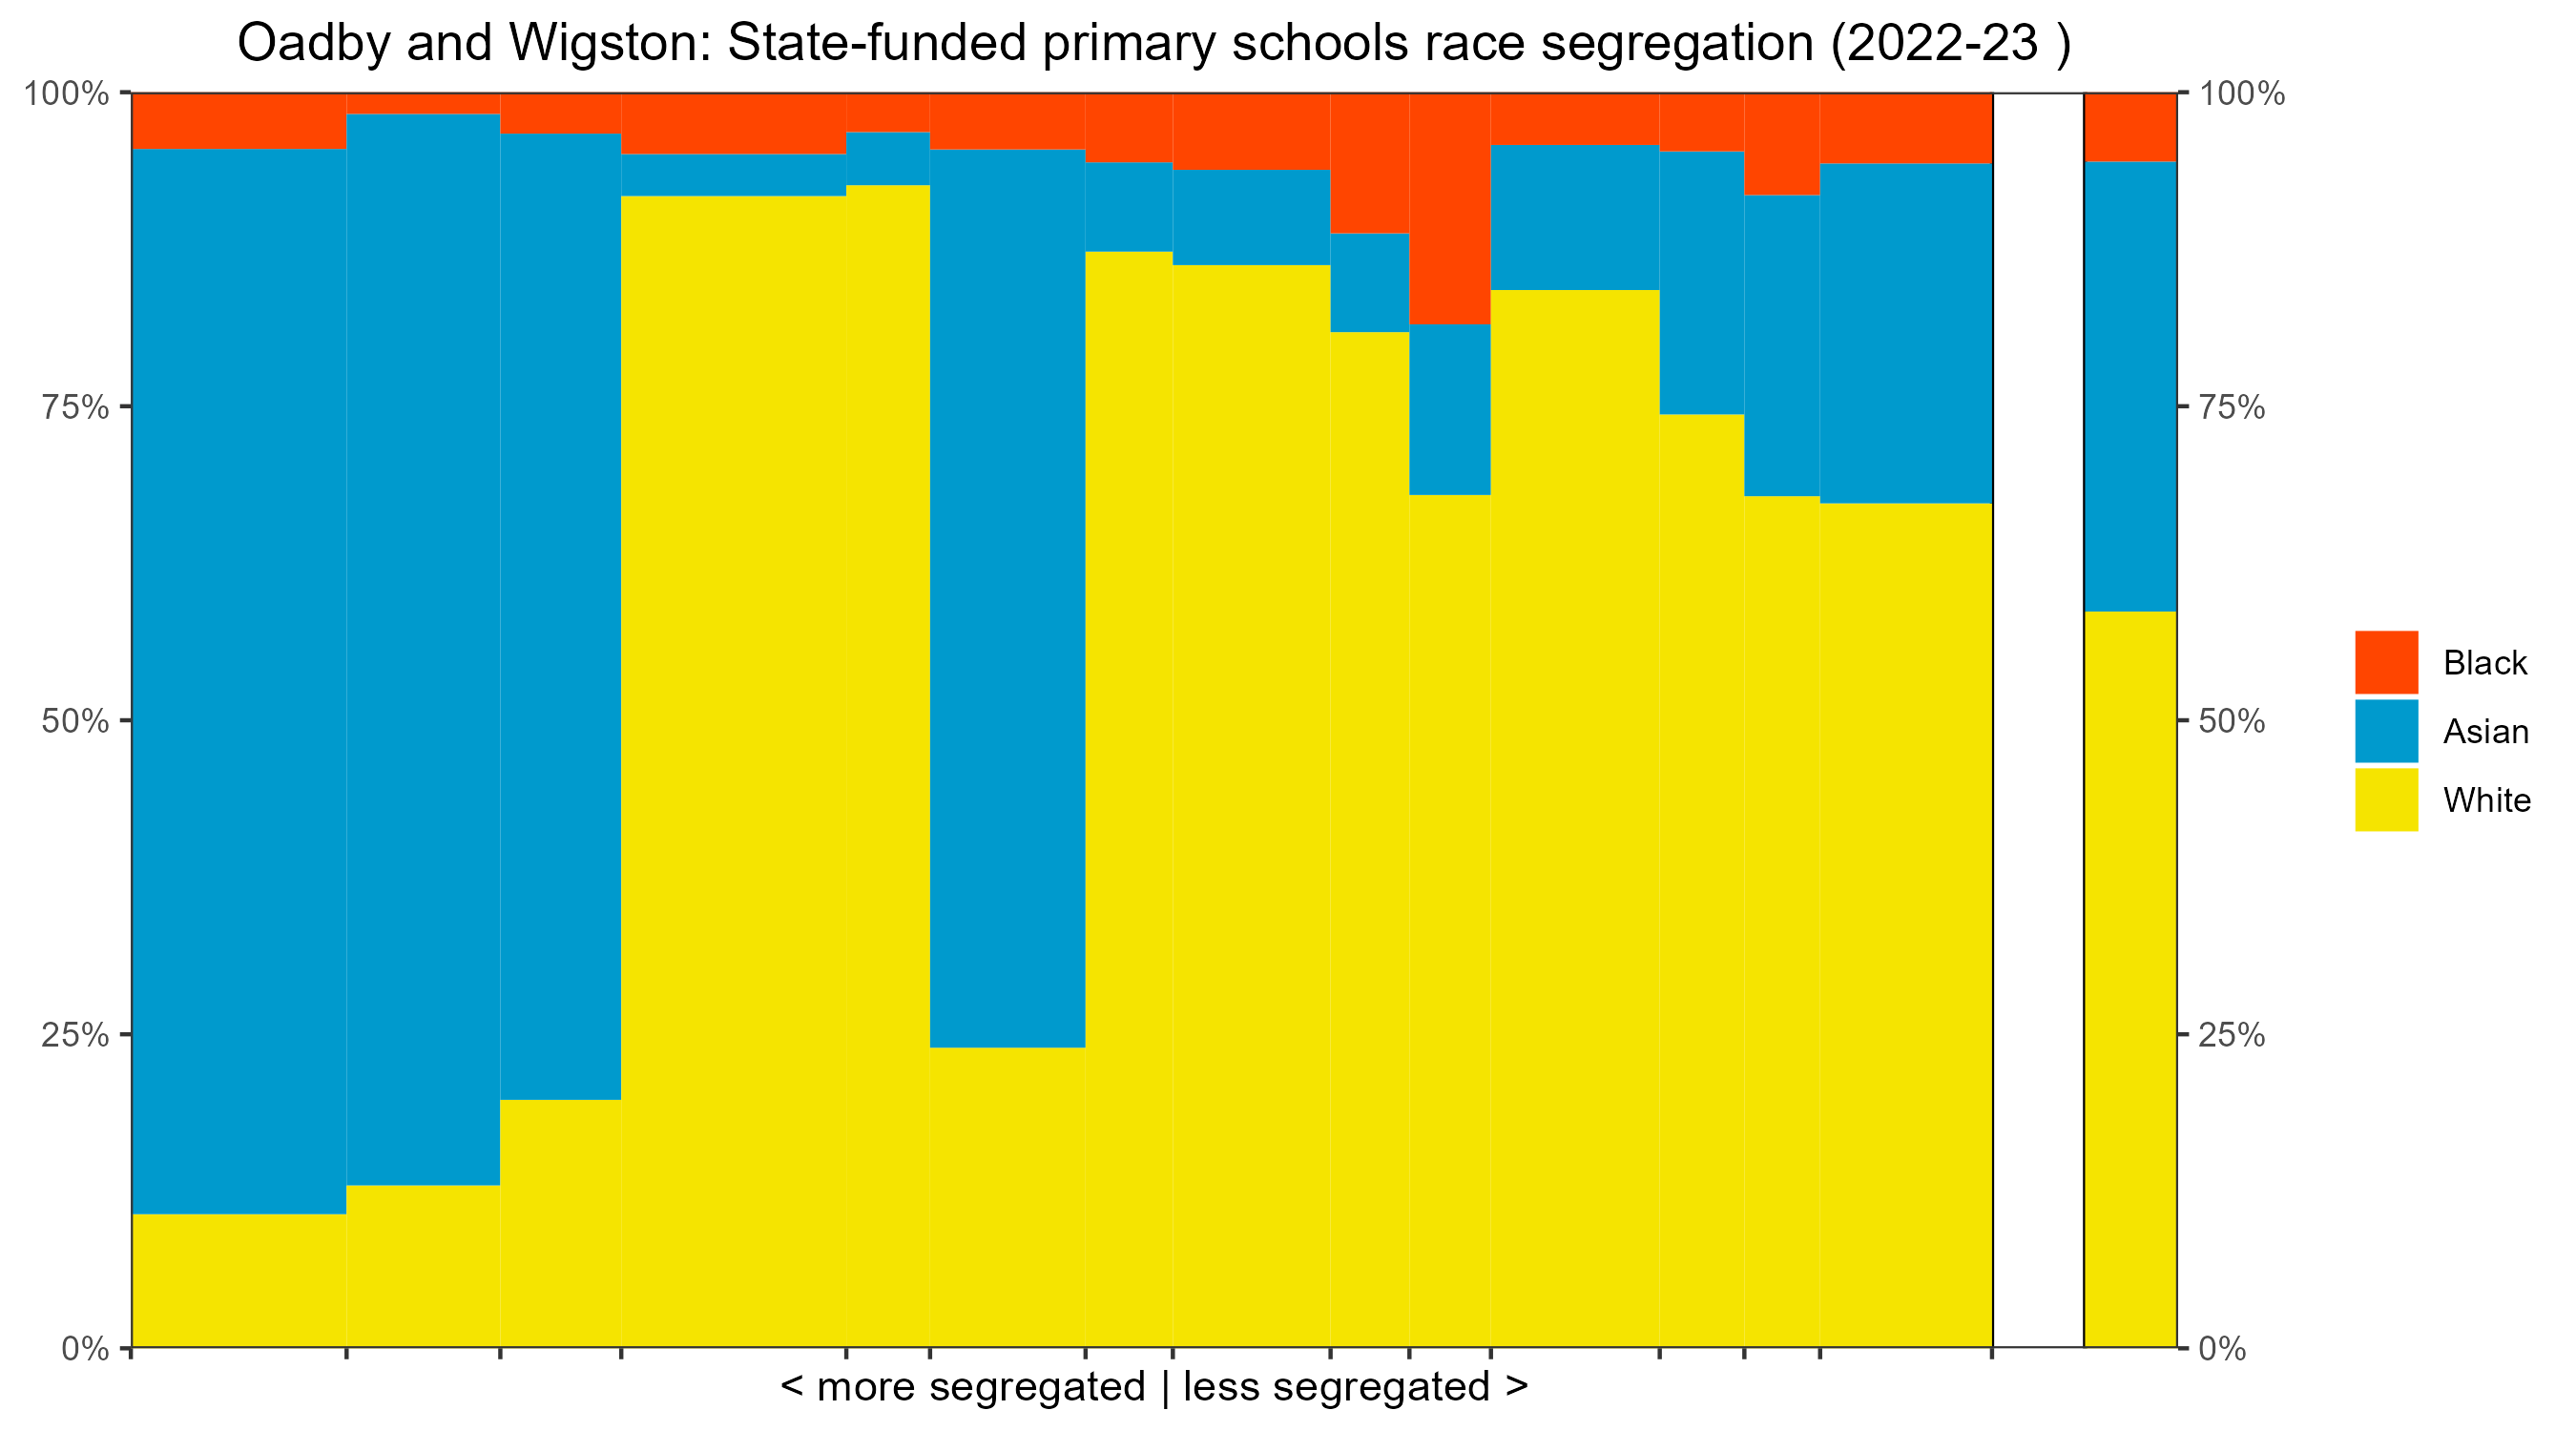 Oadby and Wigston: State-funded primary schools race segregation (2022-23 )
100%
75%
50%
25%
0%
100%
75%
50%
25%
0%
< more segregated | less segregated >
Black
Asian
White